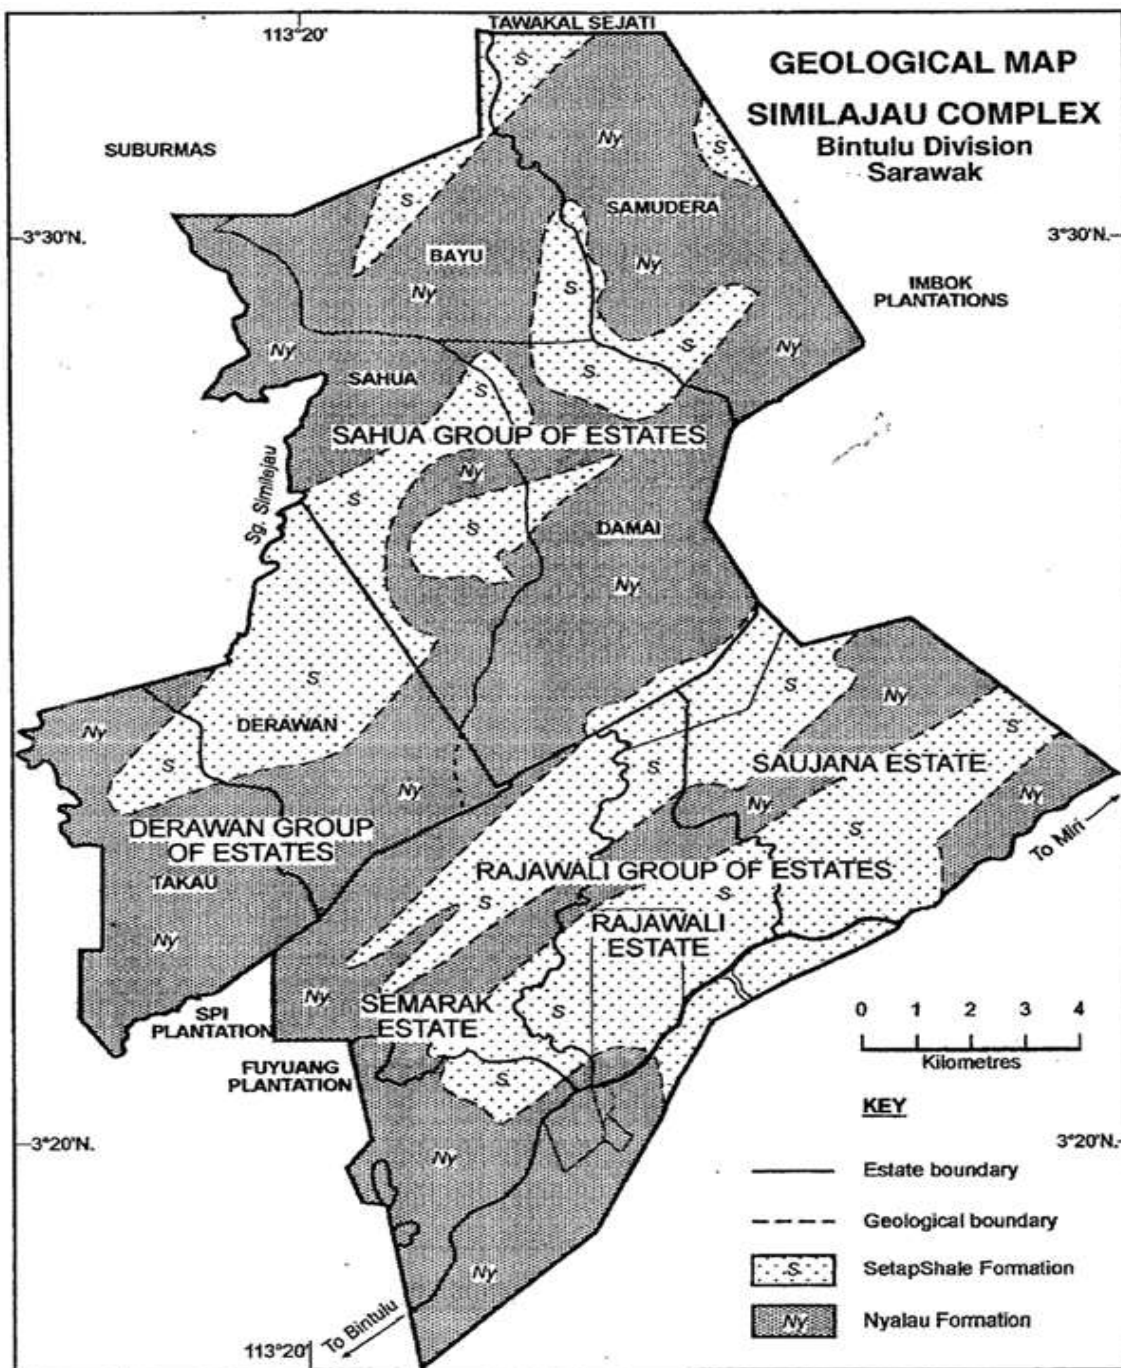 TAWAKAL SEJATI
113°20'
GEOLOGICAL MAP
SIMILAJAU COMPLEX
Bintulu Division
Sarawak
S
Ny
S
SUBURMAS
S
SAMUDERA
3°30'N.
3°30'N.
BAYU
Ny
IMBOK
PLANTATIONS
Ny
S
Ny
S
Ny
SAHUA
S
S
SAHUA GROUP OF ESTATES
Ny
S
Sg. Similajau
S
DAMAI
Ny
S
S
Ny
Ny
DERAWAN
S
S
S
SAUJANA ESTATE
Ny
Ny
Ny
DERAWAN GROUP
OF ESTATES
S
To Miri
RAJAWALI GROUP OF ESTATES
TAKAU
S
S
RAJAWALI
ESTATE
Ny
Ny
SEMARAK
ESTATE
S
SPI
PLANTATION
0 1 2 3 4
Kilometres
FUYUANG
PLANTATION
S
KEY
3°20'N.
3°20'N.
Ny
Estate boundary
Geological boundary
Ny
S
SetapShale Formation
Ny
Nyalau Formation
To Bintulu
113°20'